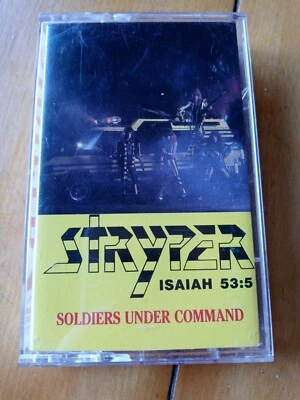 STRYPER
ISAIAH 53:5
SOLDIERS UNDER COMMAND